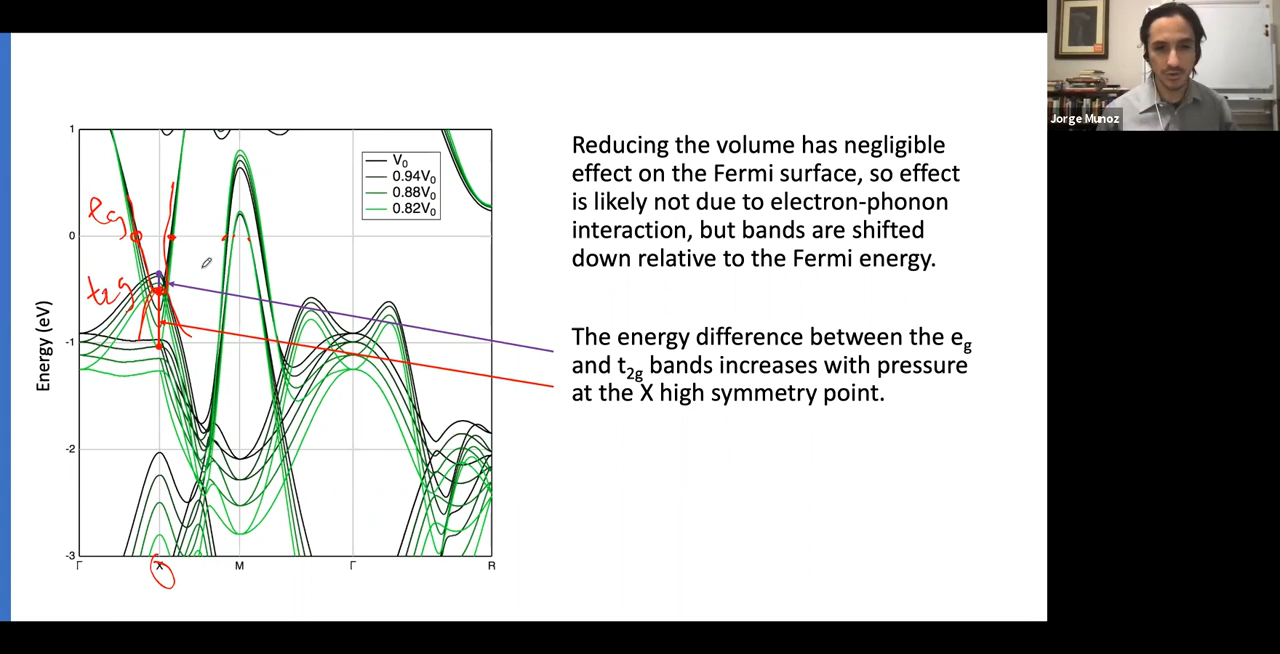 Jorge Munoz
Reducing the volume has negligible
effect on the Fermi surface, so effect
is likely not due to electron-phonon
interaction, but bands are shifted
down relative to the Fermi energy.
The energy difference between the eg
and t2g bands increases with pressure
at the X high symmetry point.
Energy (eV)
1
0
-1
-2
-3
V0
0.94V0
0.88V0
0.82V0
eg
t2g
Γ X M Γ R